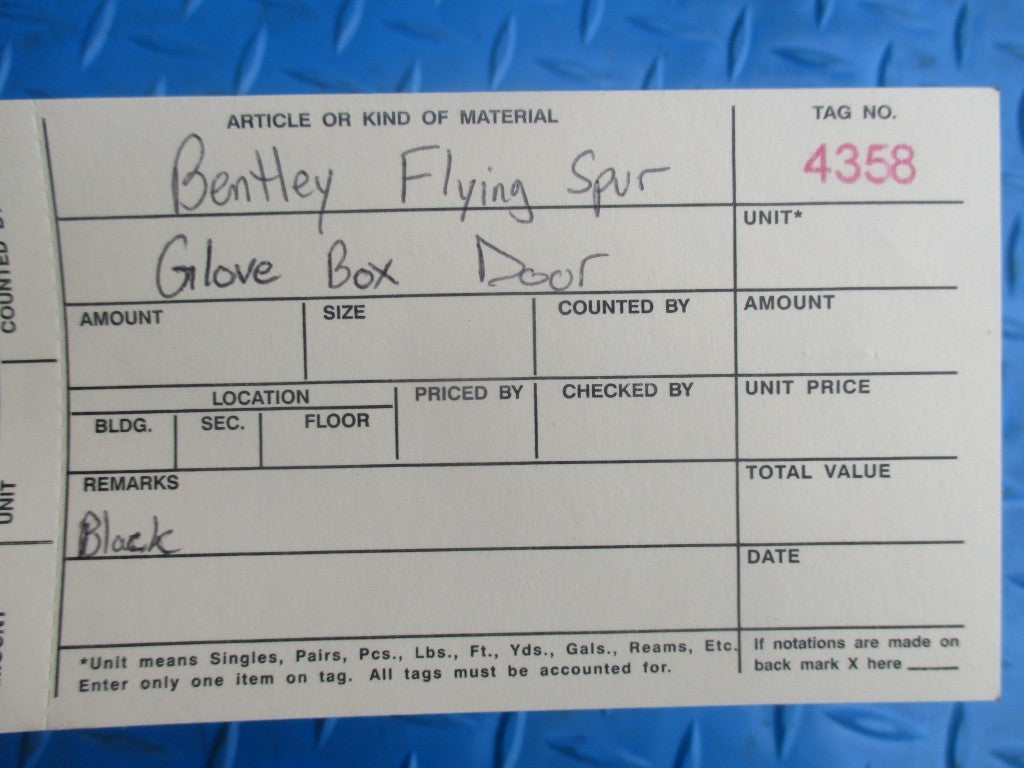 ARTICLE OR KIND OF MATERIAL
TAG NO.
Bentley Flying Spur
4358
UNIT*
Glove Box Door
AMOUNT
SIZE
COUNTED BY
AMOUNT
LOCATION
PRICED BY
CHECKED BY
UNIT PRICE
BLDG.
SEC.
FLOOR
REMARKS
TOTAL VALUE
Black
DATE
*Unit means Singles, Pairs, Pcs., Lbs., Ft., Yds., Gals., Reams, Etc.
Enter only one item on tag. All tags must be accounted for.
If notations are made on
back mark X here
COUNTED
UNIT